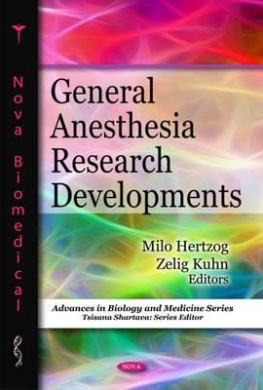 Nova Biomedical
General
Anesthesia
Research
Developments
Milo Hertzog
Zelig Kuhn
Editors
Advances in Biology and Medicine Series
Tsisana Shartava: Series Editor
NOVA